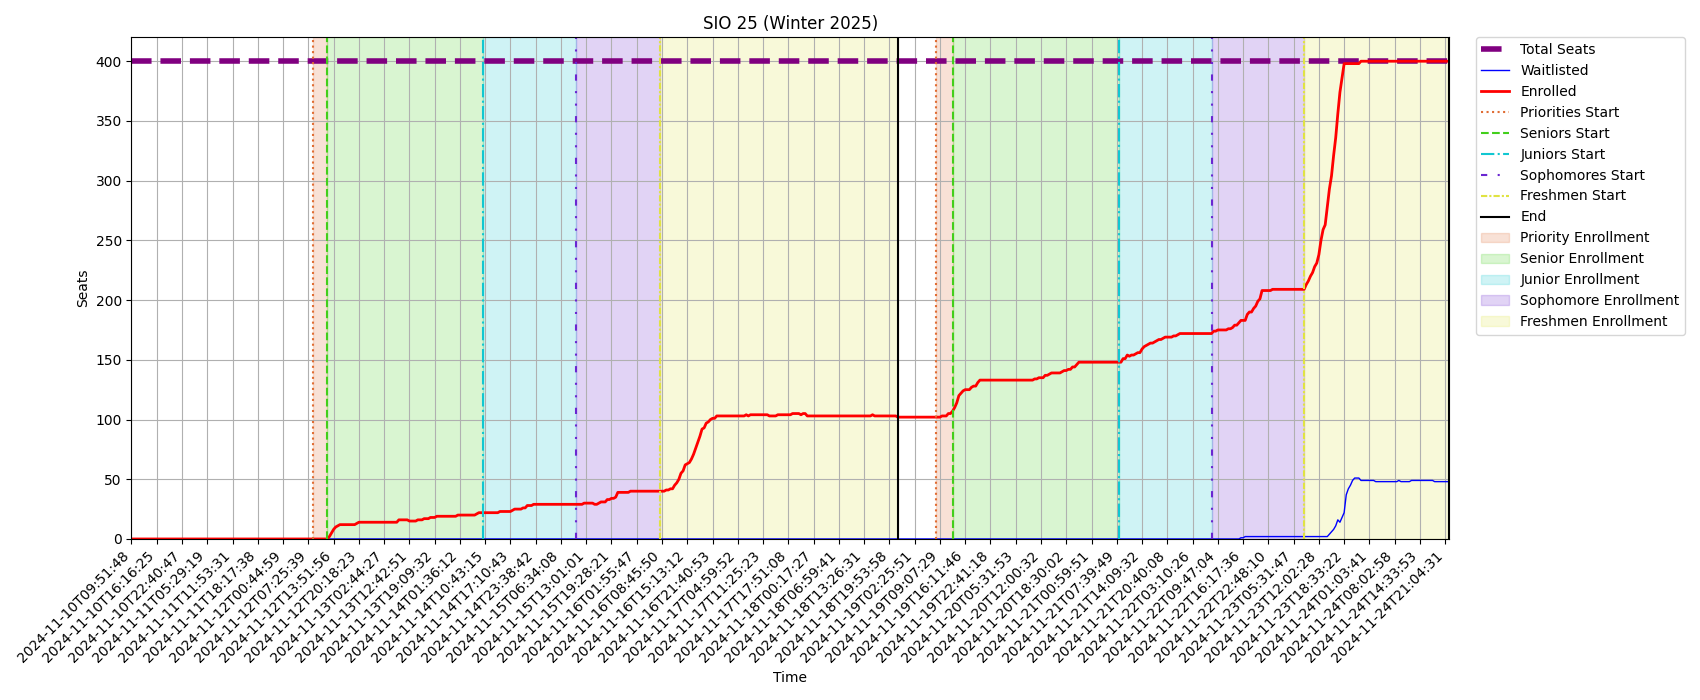 SIO 25 (Winter 2025)
Seats
400
350
300
250
200
150
100
50
0
2024-11-10T09:51:48
2024-11-10T16:16:25
2024-11-10T22:40:47
2024-11-11T05:29:19
2024-11-11T11:53:31
2024-11-11T18:17:38
2024-11-12T00:44:59
2024-11-12T07:25:39
2024-11-12T13:51:56
2024-11-12T20:18:23
2024-11-13T02:44:27
2024-11-13T12:42:51
2024-11-13T19:09:32
2024-11-14T01:36:12
2024-11-14T10:43:15
2024-11-14T17:10:43
2024-11-14T23:38:42
2024-11-15T06:34:08
2024-11-15T13:01:01
2024-11-15T19:28:21
2024-11-16T01:55:47
2024-11-16T08:45:50
2024-11-16T15:13:12
2024-11-16T21:40:53
2024-11-17T04:59:52
2024-11-17T11:25:23
2024-11-17T17:51:08
2024-11-18T00:17:27
2024-11-18T06:59:41
2024-11-18T13:26:31
2024-11-18T19:53:58
2024-11-19T02:25:51
2024-11-19T09:07:29
2024-11-19T16:11:46
2024-11-19T22:41:18
2024-11-20T05:31:53
2024-11-20T12:00:32
2024-11-20T18:30:02
2024-11-21T00:59:51
2024-11-21T07:39:49
2024-11-21T14:09:32
2024-11-21T20:40:08
2024-11-22T03:10:26
2024-11-22T09:47:04
2024-11-22T16:17:36
2024-11-22T22:48:10
2024-11-23T05:31:47
2024-11-23T12:02:28
2024-11-23T18:33:22
2024-11-24T01:03:41
2024-11-24T08:02:58
2024-11-24T14:33:53
2024-11-24T21:04:31
Time
Total Seats
Waitlisted
Enrolled
Priorities Start
Seniors Start
Juniors Start
Sophomores Start
Freshmen Start
End
Priority Enrollment
Senior Enrollment
Junior Enrollment
Sophomore Enrollment
Freshmen Enrollment